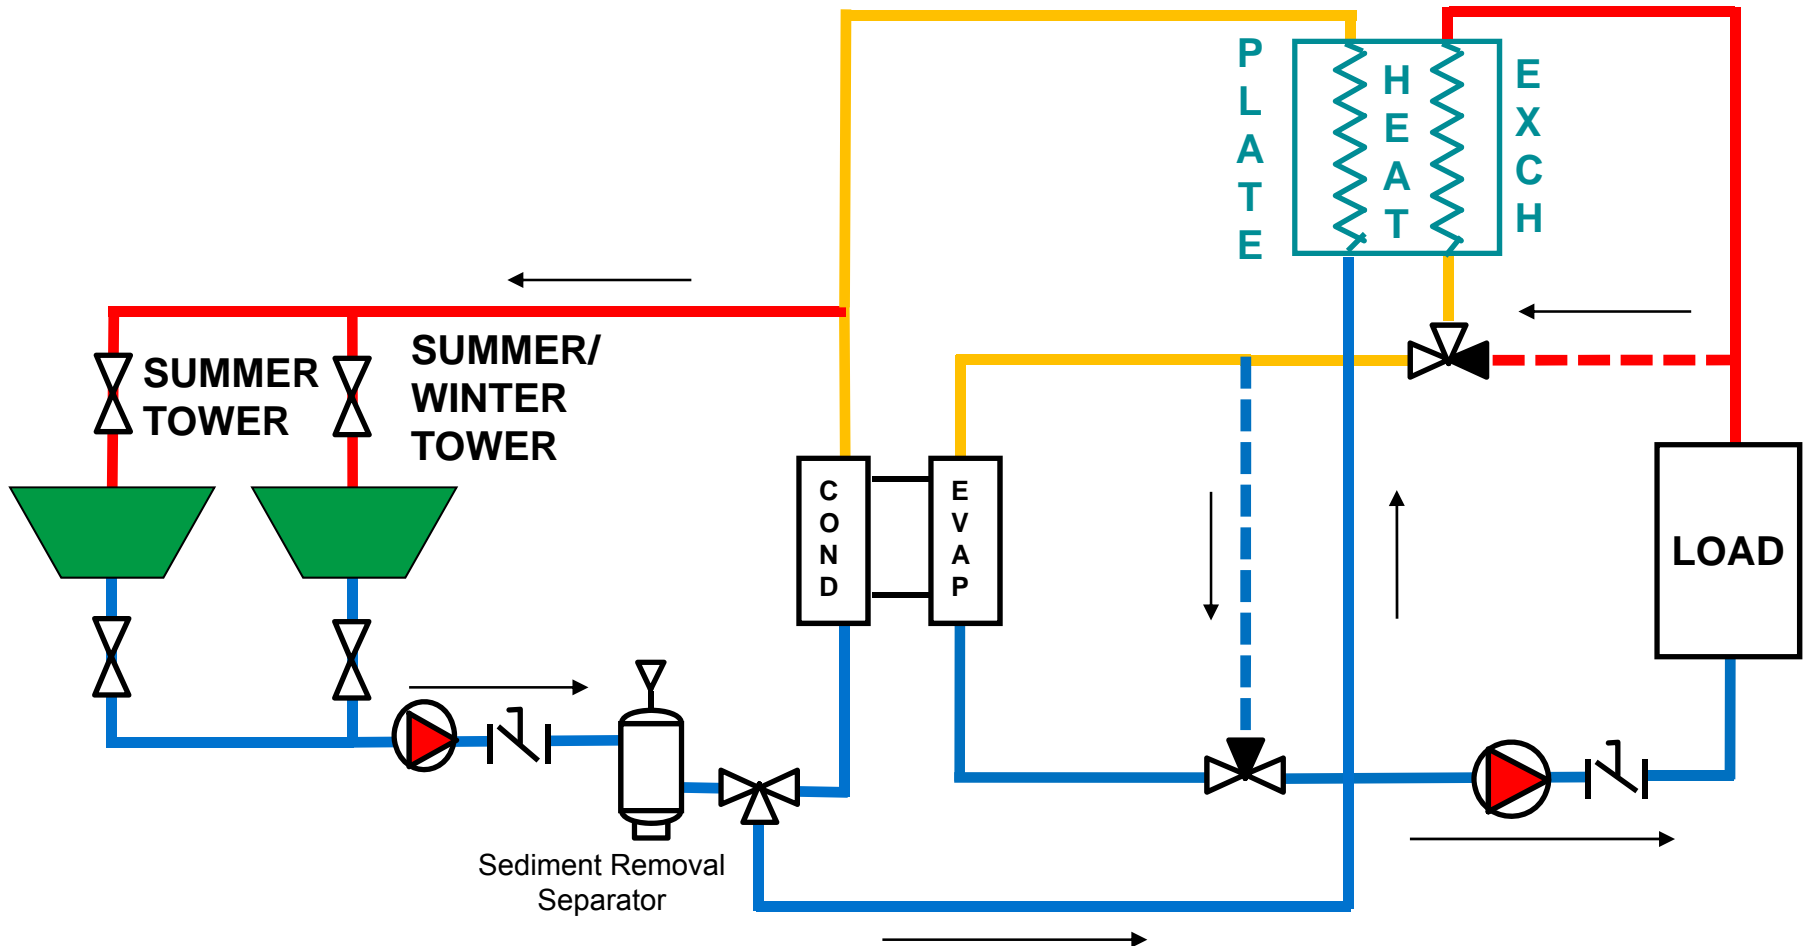 PLATE
HEAT
EXCH
SUMMER
TOWER
SUMMER/
WINTER
TOWER
COND
EVAP
LOAD
Sediment Removal
Separator